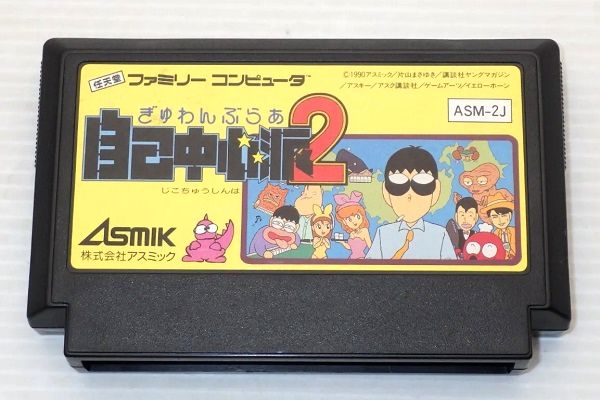 任天堂 ファミリー コンピュータ™
©1990アスミック/片山まさゆき/講談社ヤングマガジン
/アスキー/アスク講談社/ゲームアーツ/イエローホーン
ASM-2J
ぎゅわんぶらあ
自己中心派2
じこちゅうしんは
ASMIK
株式会社アスミック